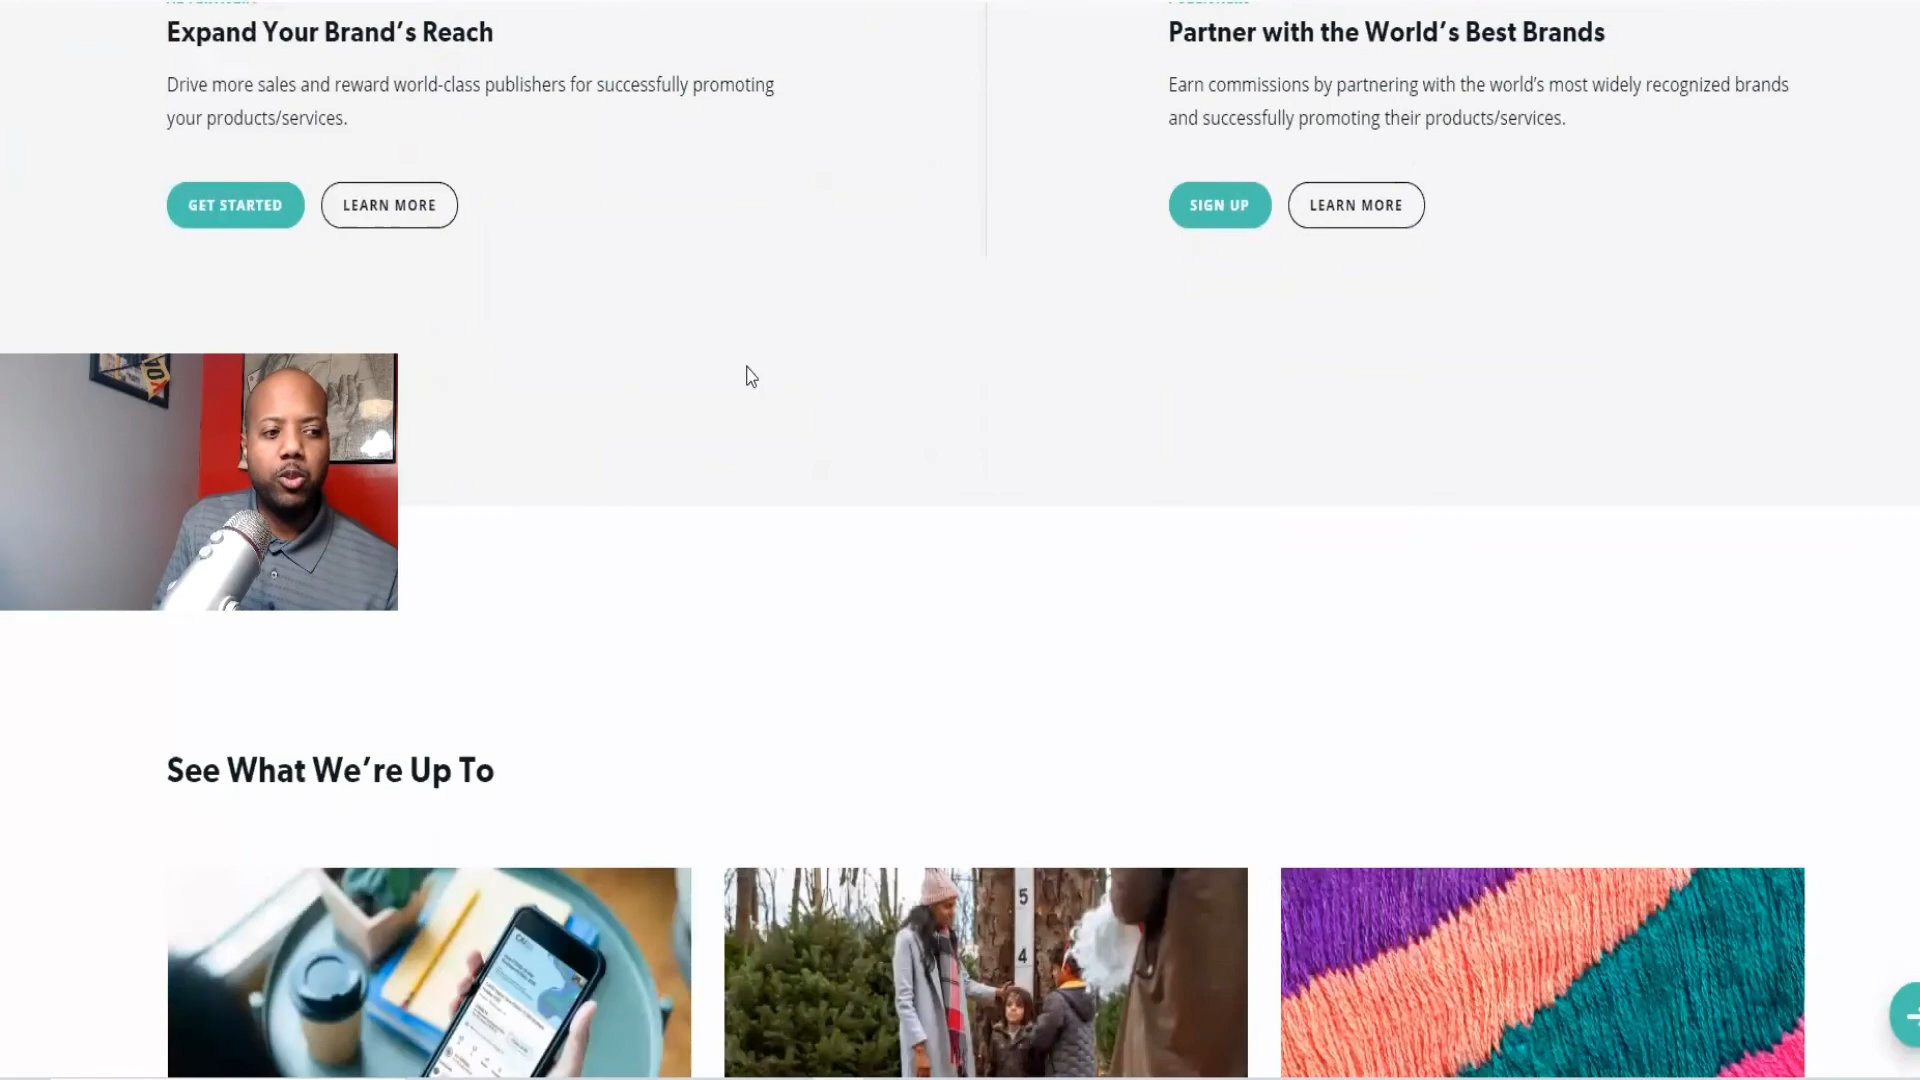 Expand Your Brand’s Reach
Drive more sales and reward world-class publishers for successfully promoting
your products/services.
GET STARTED
LEARN MORE
Partner with the World’s Best Brands
Earn commissions by partnering with the world’s most widely recognized brands
and successfully promoting their products/services.
SIGN UP
LEARN MORE
See What We’re Up To
5
4